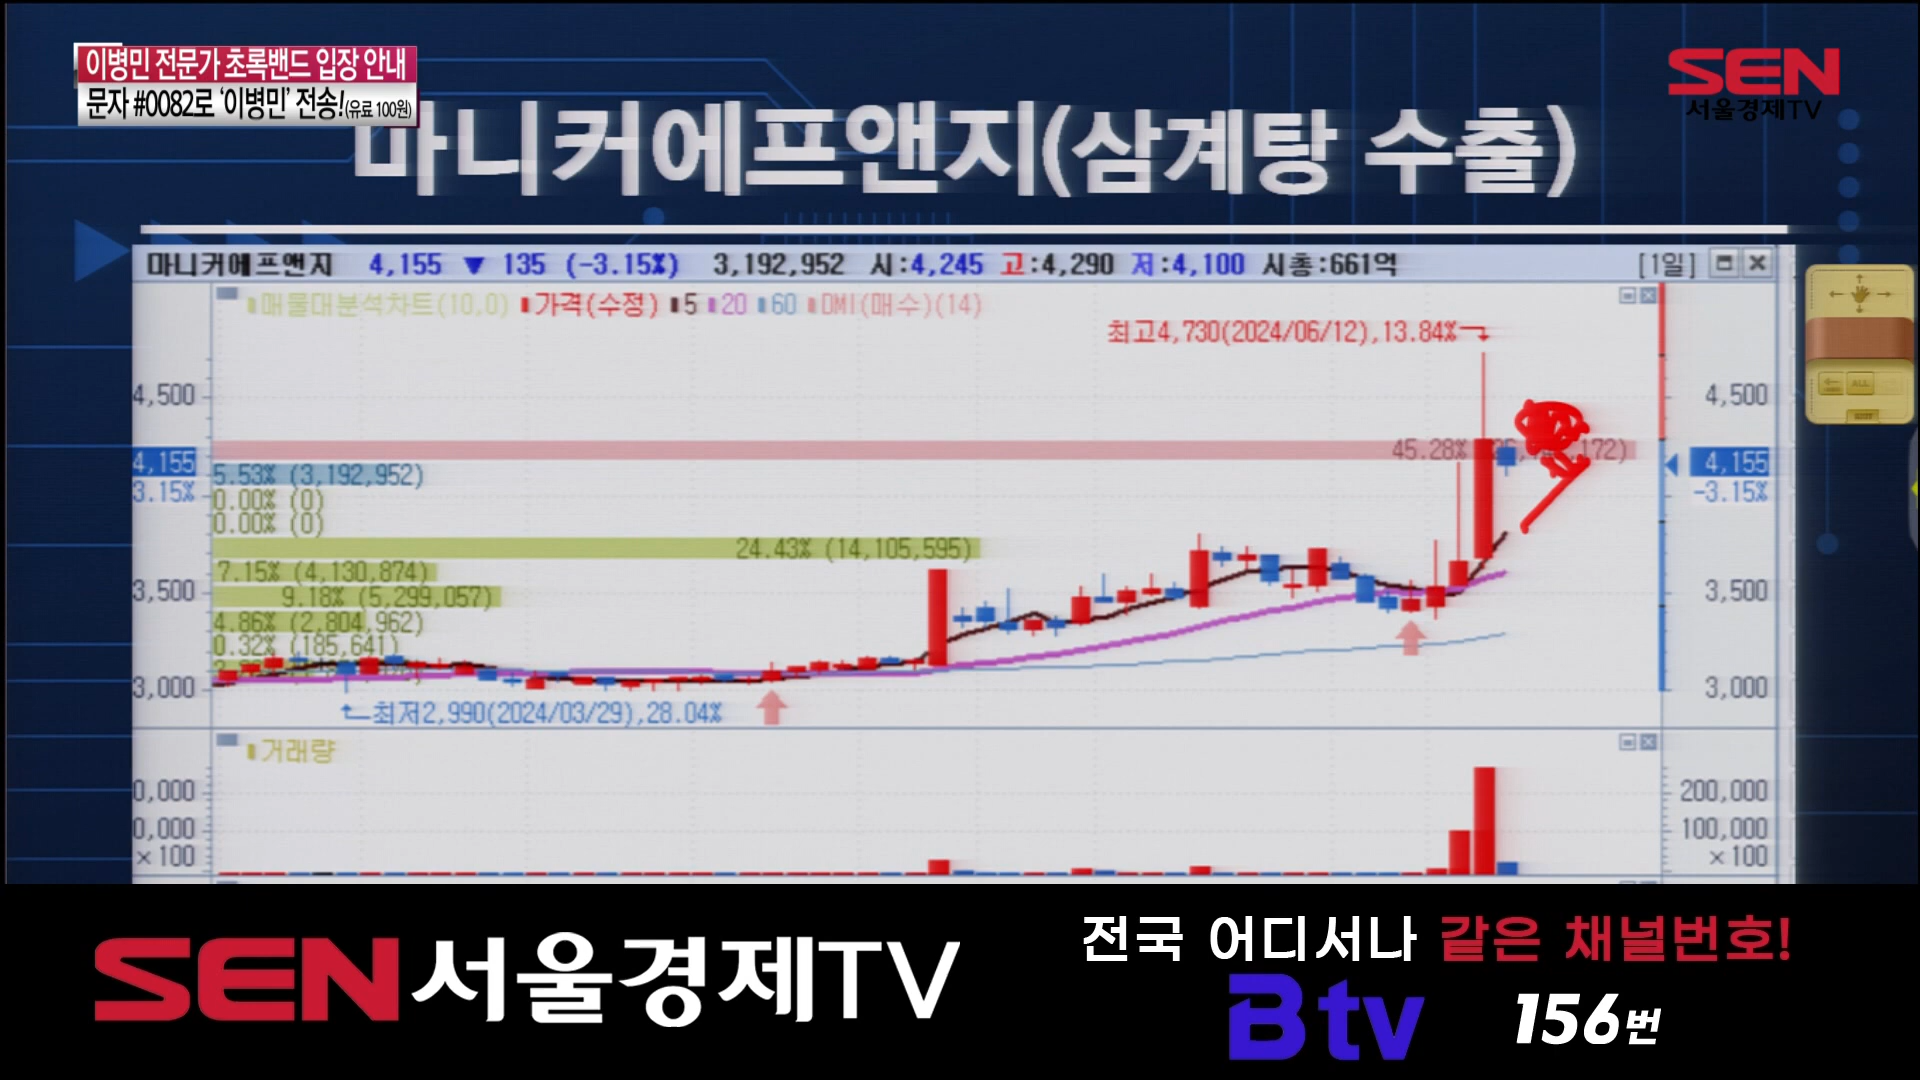 이병민 전문가 초록밴드 입장 안내
문자 #0082로 '이병민' 전송!(유료 100원)
SEN
서울경제TV
마니커에프앤지(삼계탕 수출)
마니커에프앤지 4,155 ▼ 135 (-3.15%) 3,192,952 시:4,245 고:4,290 저:4,100 시총:661억 [1일]
매물대분석차트(10,0) 가격(수정) 5 20 60 DMI(매수)(14)
최고4,730(2024/06/12),13.84%
4,500 4,500
45.28% 172)
4,155 4,155
5.53% (3,192,952)
3.15% -3.15%
0.00% (0)
0.00% (0)
24.43% (14,105,595)
7.15% (4,130,874)
3,500 3,500
9.18% (5,299,057)
4.86% (2,804,962)
0.32% (185,641)
3,000 3,000
최저2,990(2024/03/29),28.04%
거래량
0,000 200,000
0,000 100,000
×100 ×100
SEN서울경제TV
전국 어디서나 같은 채널번호!
B tv 156번